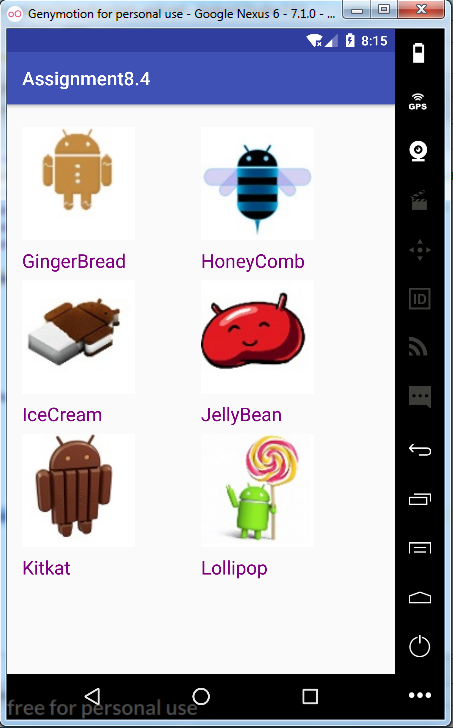 Genymotion for personal use - Google Nexus 6 - 7.1.0 - ...
8:15
Assignment8.4
GPS
GingerBread
HoneyComb
ID
IceCream
JellyBean
Kitkat
Lollipop
free for personal use